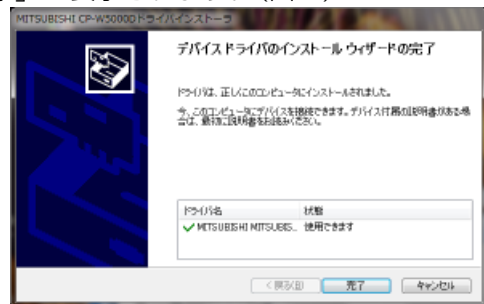 MITSUBISHI CP-W5000Dドライバインストーラ
デバイス ドライバのインストール ウィザードの完了
ドライバは、正しくこのコンピュータにインストールされました。
今、このコンピュータにデバイスを接続できます。デバイス付属の説明書がある場
合は、最初に説明書をお読みください。
ドライバ名 状態
MITSUBISHI MITSUBIS... 使用できます
< 戻る(B) 完了 キャンセル